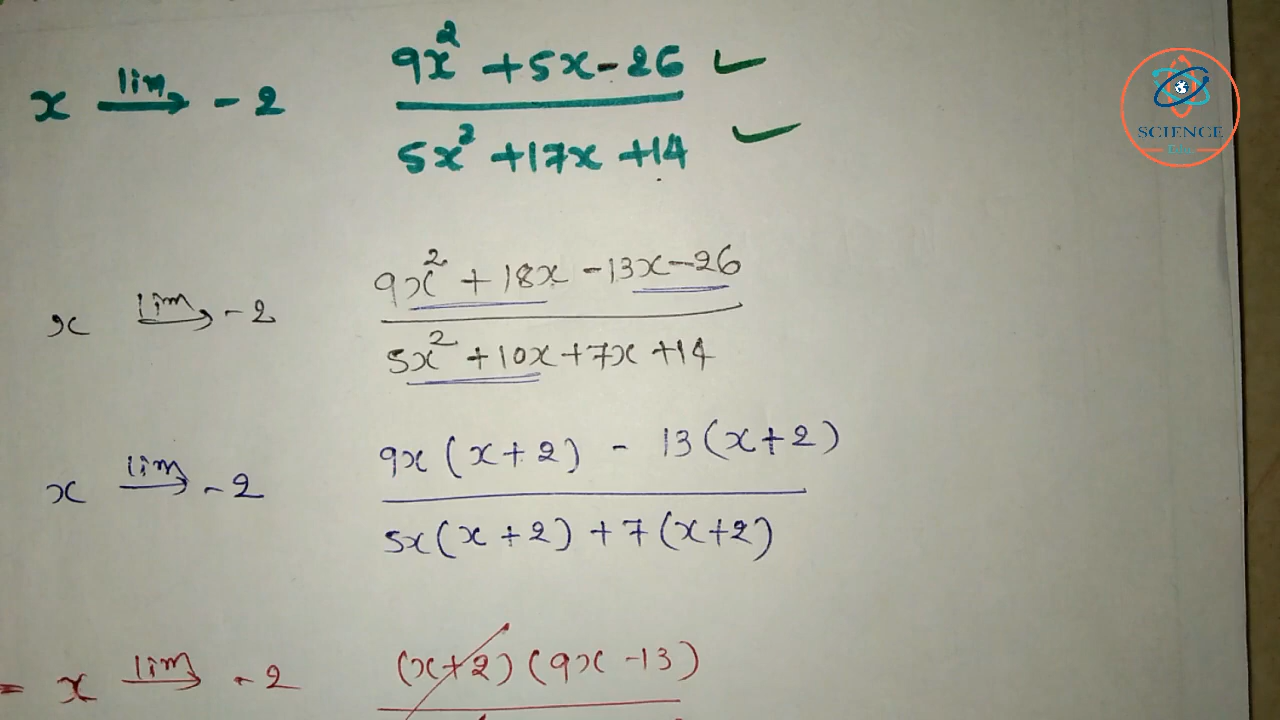 x lim→ -2 9x² + 5x - 26
5x² + 17x + 14
SCIENCE
Edu.
x lim→ -2 9x² + 18x - 13x - 26
5x² + 10x + 7x + 14
x lim→ -2 9x (x + 2) - 13 (x + 2)
5x (x + 2) + 7 (x + 2)
= x lim→ -2 (x + 2) (9x - 13)